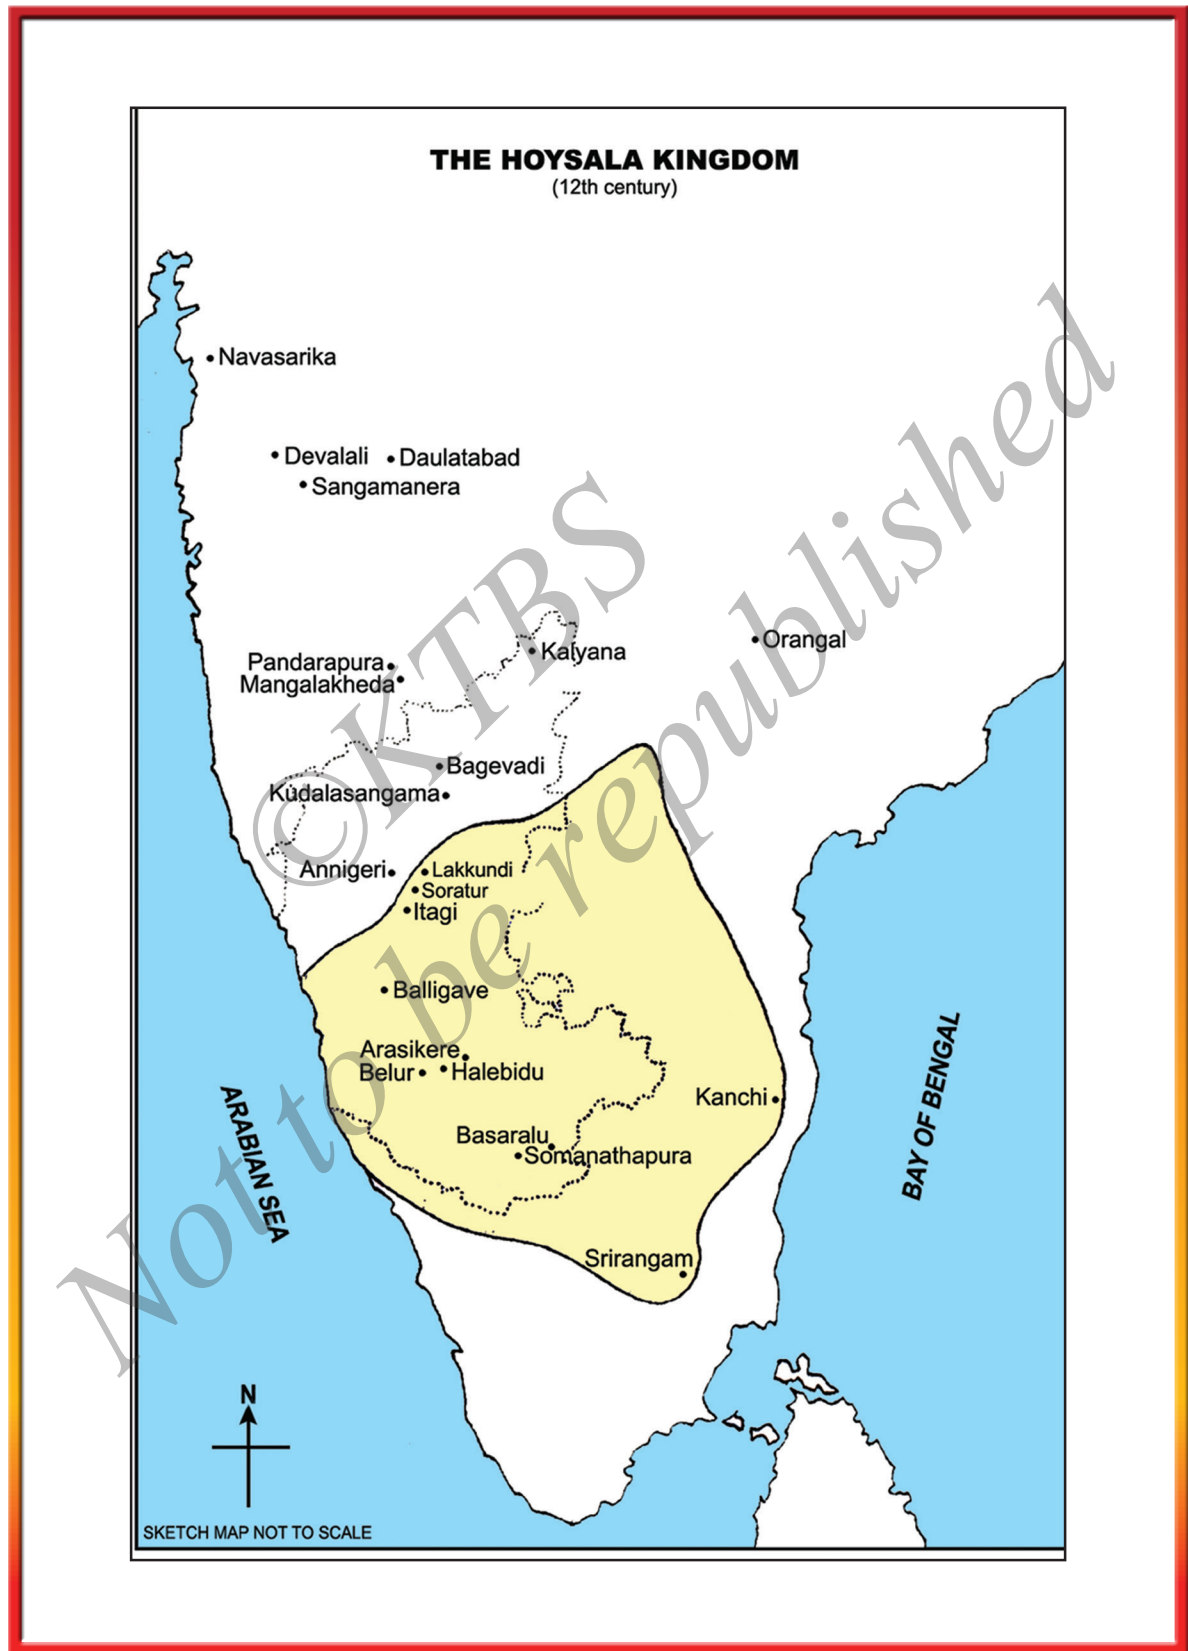 THE HOYSALA KINGDOM
(12th century)
Navasarika
Devalali
Daulatabad
Sangamanera
Orangal
Kalyana
Pandarapura
Mangalakheda
Bagevadi
Kudalasangama
Annigeri
Lakkundi
Soratur
Itagi
Balligave
Arasikere
Belur
Halebidu
Kanchi
Basaralu
Somanathapura
Srirangam
ARABIAN SEA
BAY OF BENGAL
N
SKETCH MAP NOT TO SCALE
©KTBS
Not to be republished